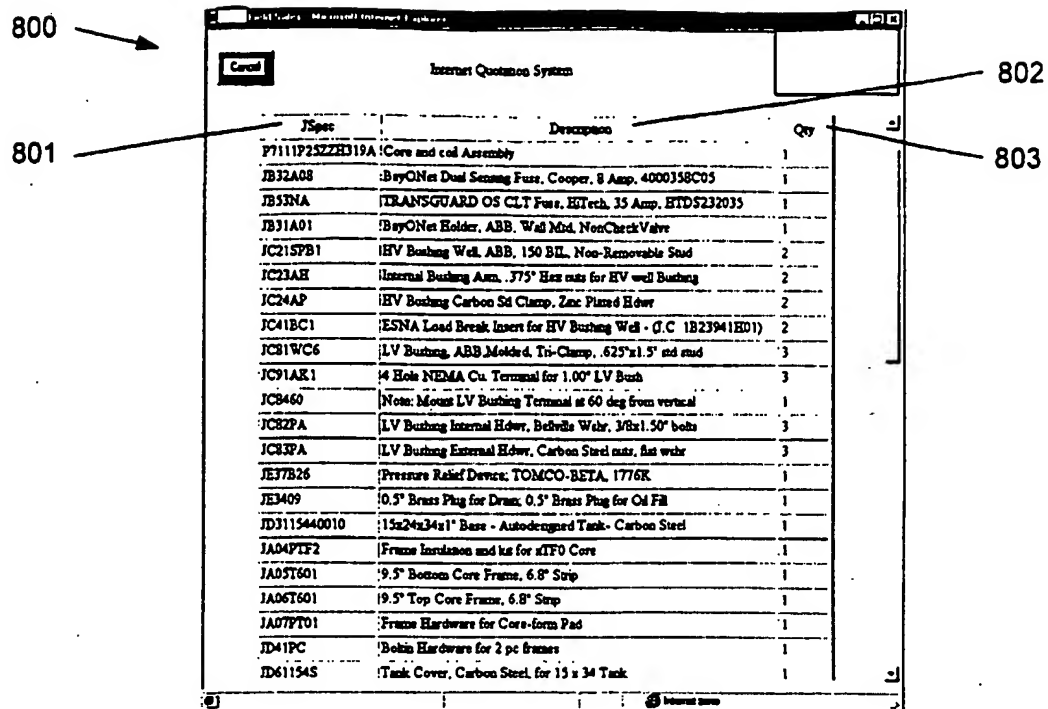 800
Microsoft Internet Explorer
Cancel
Internet Quotation System
802
JSpec Description Qty
801
803
P7111P25ZZH319A Core and coil Assembly 1
JB32A08 BayONet Dual Sensing Fuse, Cooper, 8 Amp, 4000358C05 1
JB53NA TRANSGUARD OS CLT Fuse, HiTech, 35 Amp, HTDS232035 1
JB31A01 BayONet Holder, ABB, Wall Mtd, NonCheckValve 1
JC215PB1 HV Bushing Well, ABB, 150 BIL, Non-Removable Stud 2
JC23AH Internal Bushing Asm, .375" Hex nuts for HV well Bushing 2
JC24AP HV Bushing Carbon Stl Clamp, Zinc Plated Hdwr 2
JC41BC1 ESNA Load Break Insert for HV Bushing Well - (J.C. 1B23941H01) 2
JC81WC6 LV Bushing, ABB Molded, Tri-Clamp, .625"x1.5" std stud 3
JC91AK1 4 Hole NEMA Cu. Terminal for 1.00" LV Bush 3
JC8460 Note: Mount LV Bushing Terminal at 60 deg from vertical 1
JC82PA LV Bushing Internal Hdwr, Bellville Wshr, 3/8x1.50" bolts 3
JC83PA LV Bushing External Hdwr, Carbon Steel nuts, flat wshr 3
JE37B26 Pressure Relief Device; TOMCO-BETA, 1776K 1
JE3409 0.5" Brass Plug for Drain; 0.5" Brass Plug for Oil Fill 1
JD3115440010 15x24x34x1" Base - Autodesigned Tank- Carbon Steel 1
JA04PTF2 Frame Insulation and kit for xTF0 Core 1
JA05T601 9.5" Bottom Core Frame, 6.8" Strip 1
JA06T601 9.5" Top Core Frame, 6.8" Strip 1
JA07PT01 Frame Hardware for Core-form Pad 1
JD41PC Hardware for 2 pc frames 1
JD61154S Tank Cover, Carbon Steel, for 15 x 34 Tank 1
Internet zone